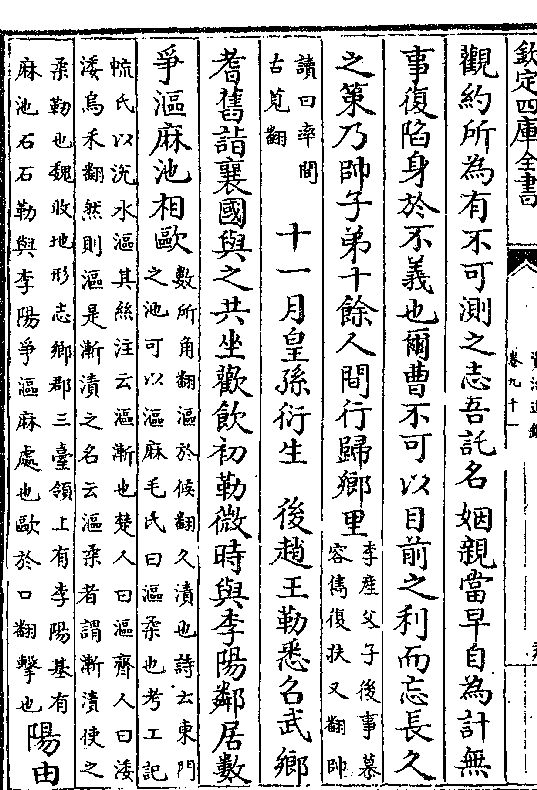 欽定四庫全書
卷九十一
觀約所為有不可測之志吾託名姻親當早自為計無
事復陷身於不義也爾曹不可以目前之利而忘長久
之策乃帥子弟十餘人間行歸鄉里
李産父子後事慕
容儁復扶又翻帥
讀曰率間
古莧翻
十一月皇孫衍生　後趙王勒悉召武鄉
耆舊詣襄國與之共坐歡飲初勒微時與李陽鄰居數
爭漚麻池相歐
數所角翻漚於候翻久漬也詩云東門
之池可以漚麻毛氏曰漚柔也考工記
㡛氏以涚水漚其絲注云漚漸也楚人曰漚齊人曰涹
涹烏禾翻然則漚是漸漬之名云漚柔者謂漸漬使之
柔勒也魏收地形志鄉郡三臺領上有李陽基有
麻池石石勒與李陽爭漚麻處也歐於口翻擊也
陽由